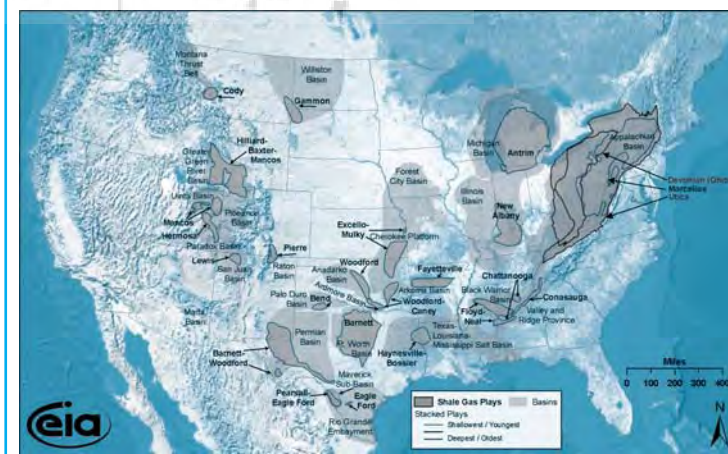 Montana
Thrust
Belt
Cody
Williston
Basin
Gammon
Hilliard-
Baxter-
Mancos
Greater
Green
River
Basin
Uinta Basin
Mancos
Piceance
Basin
Hermosa
Paradox Basin
Lewis
San Juan
Basin
Pierre
Raton
Basin
Anadarko
Basin
Palo Duro
Basin
Bend
Ardmore Basin
Woodford
Excello-
Mulky
Cherokee Platform
Forest
City Basin
Illinois
Basin
Michigan
Basin
Antrim
New
Albany
Appalachian
Basin
Devonian (Ohio)
Marcellus
Utica
Fayetteville
Arkoma Basin
Woodford-
Caney
Chattanooga
Black Warrior
Basin
Conasauga
Floyd-
Neal
Valley and
Ridge Province
Texas-
Louisiana-
Mississippi Salt Basin
Haynesville-
Bossier
Barnett
Ft. Worth
Basin
Permian
Basin
Marfa
Basin
Barnett-
Woodford
Maverick
Sub-Basin
Pearsall-
Eagle Ford
Eagle
Ford
Rio Grande
Embayment
Miles
0 100 200 300 400
N
Shale Gas Plays
Basins
Stacked Plays
Shallowest / Youngest
Deepest / Oldest
eia